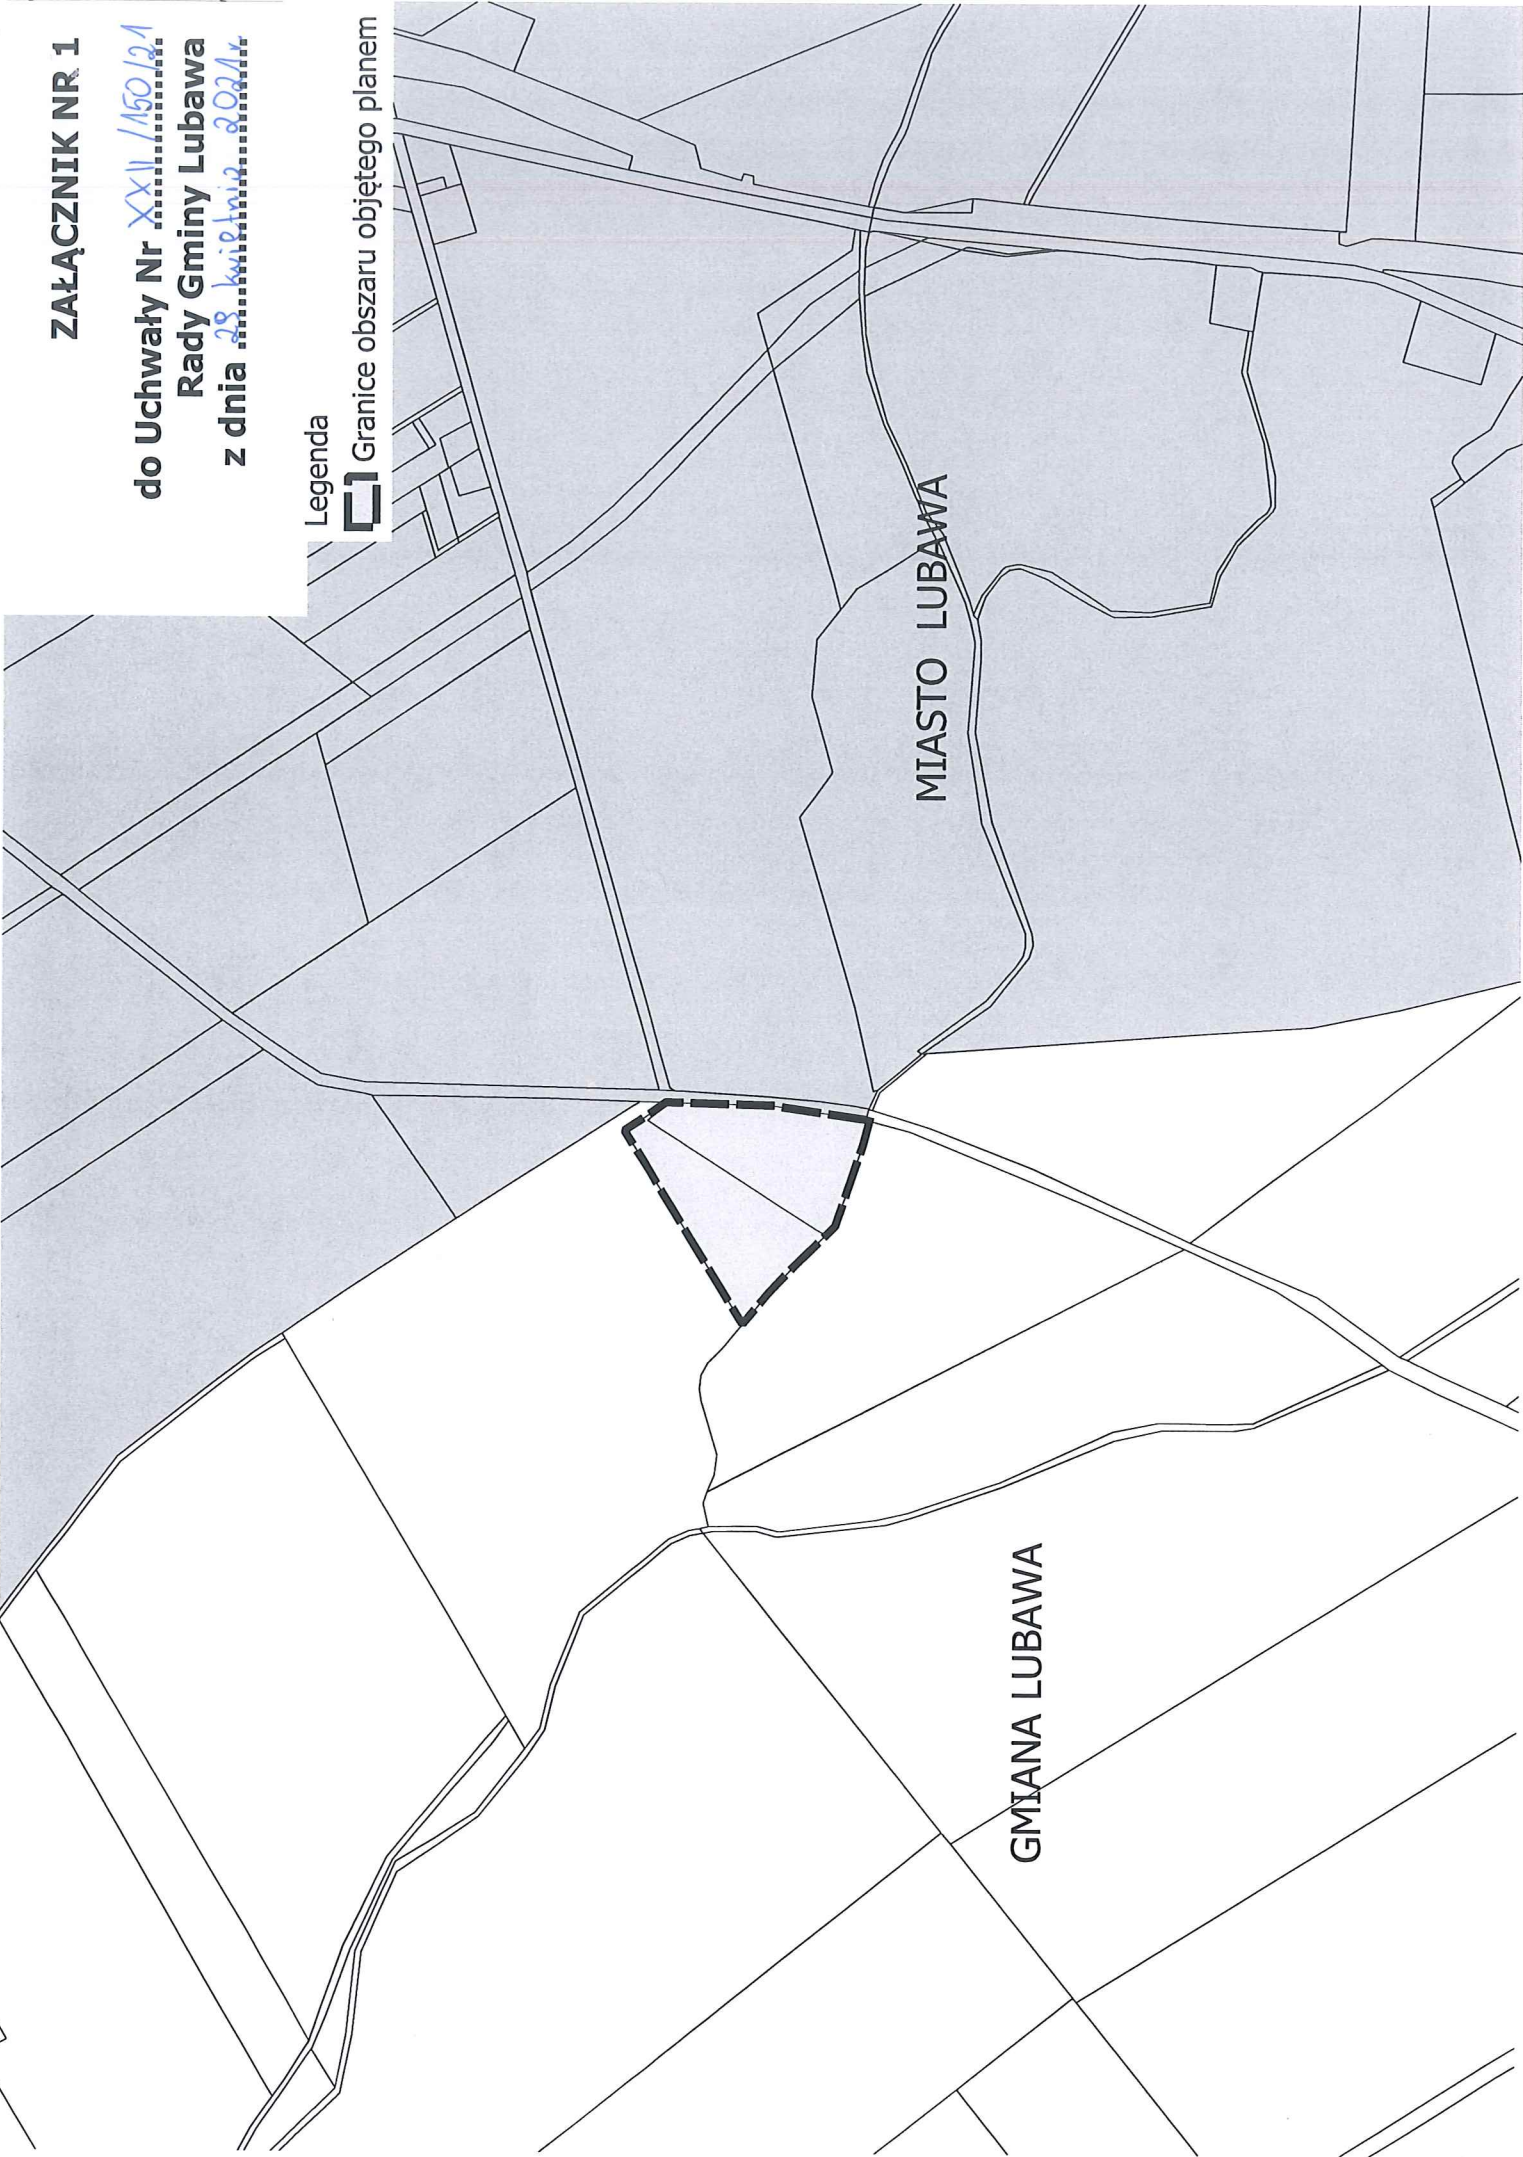 ZAŁĄCZNIK NR 1
do Uchwały Nr XXII/150/21
Rady Gminy Lubawa
z dnia 28 kwietnia 2021r.
Legenda
Granice obszaru objętego planem
MIASTO LUBAWA
GMIANA LUBAWA